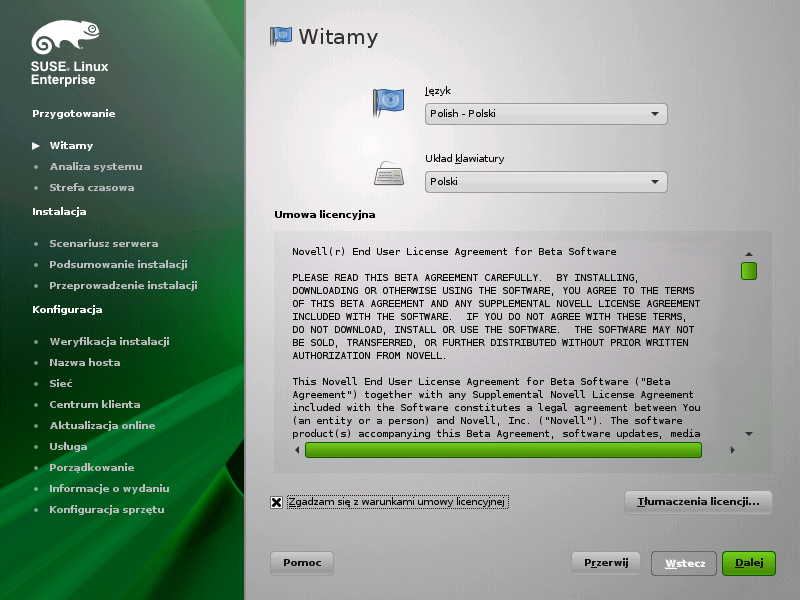 SUSE® Linux
Enterprise
Przygotowanie
Witamy
Analiza systemu
Strefa czasowa
Instalacja
Scenariusz serwera
Podsumowanie instalacji
Przeprowadzenie instalacji
Konfiguracja
Weryfikacja instalacji
Nazwa hosta
Sieć
Centrum klienta
Aktualizacja online
Usługa
Porządkowanie
Informacje o wydaniu
Konfiguracja sprzętu
Witamy
Język
Polish - Polski
Układ klawiatury
Polski
Umowa licencyjna
Novell(r) End User License Agreement for Beta Software
PLEASE READ THIS BETA AGREEMENT CAREFULLY.  BY INSTALLING,
DOWNLOADING OR OTHERWISE USING THE SOFTWARE, YOU AGREE TO THE TERMS
OF THIS BETA AGREEMENT AND ANY SUPPLEMENTAL NOVELL LICENSE AGREEMENT
INCLUDED WITH THE SOFTWARE.  IF YOU DO NOT AGREE WITH THESE TERMS,
DO NOT DOWNLOAD, INSTALL OR USE THE SOFTWARE.  THE SOFTWARE MAY NOT
BE SOLD, TRANSFERRED, OR FURTHER DISTRIBUTED WITHOUT PRIOR WRITTEN
AUTHORIZATION FROM NOVELL.
This Novell End User License Agreement for Beta Software ("Beta
Agreement") together with any Supplemental Novell License Agreement
included with the Software constitutes a legal agreement between You
(an entity or a person) and Novell, Inc. ("Novell"). The software
product(s) accompanying this Beta Agreement, software updates, media
Zgadzam się z warunkami umowy licencyjnej
Tłumaczenia licencji...
Pomoc
Przerwij
Wstecz
Dalej